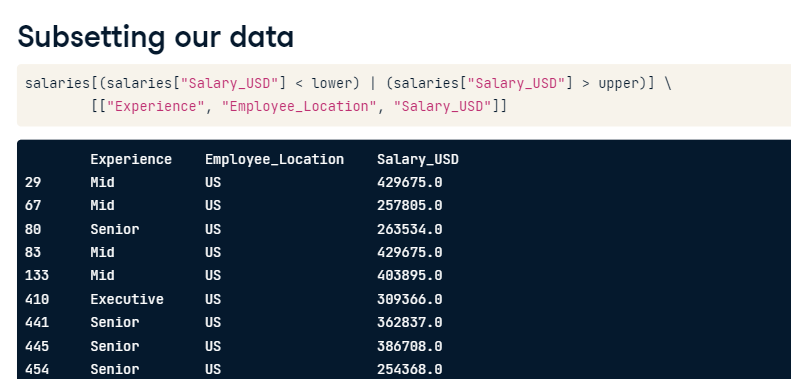 Subsetting our data
salaries[(salaries["Salary_USD"] < lower) | (salaries["Salary_USD"] > upper)] \
[["Experience", "Employee_Location", "Salary_USD"]]
Experience Employee_Location Salary_USD
29 Mid US 429675.0
67 Mid US 257805.0
80 Senior US 263534.0
83 Mid US 429675.0
133 Mid US 403895.0
410 Executive US 309366.0
441 Senior US 362837.0
445 Senior US 386708.0
454 Senior US 254368.0